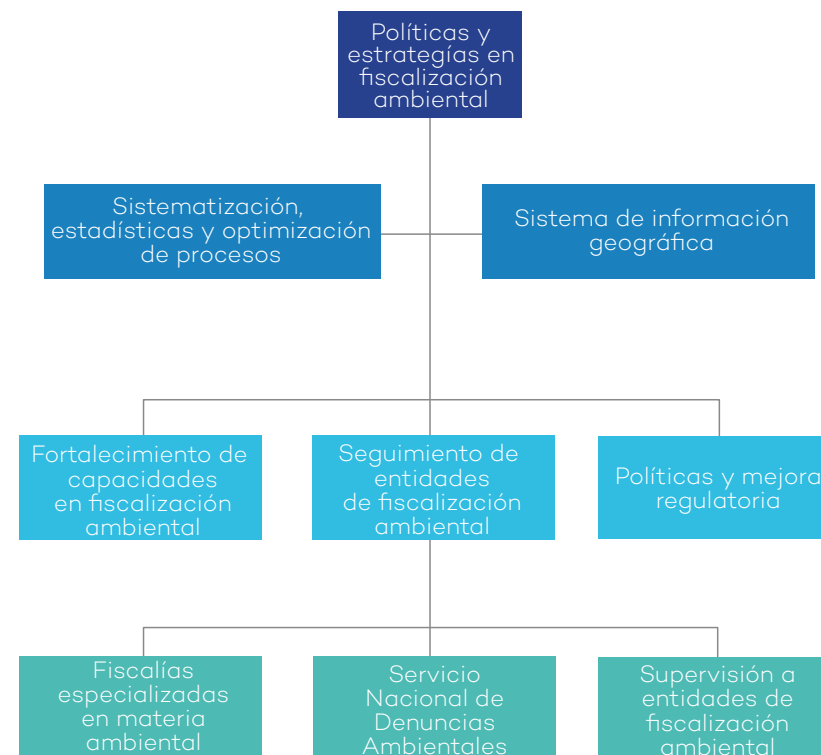 Políticas y
estrategías en
fiscalización
ambiental
Sistematización,
estadísticas y optimización
de procesos
Sistema de información
geográfica
Fortalecimiento de
capacidades
en fiscalización
ambiental
Seguimiento de
entidades
de fiscalización
ambiental
Políticas y mejora
regulatoria
Fiscalías
especializadas
en materia
ambiental
Servicio
Nacional de
Denuncias
Ambientales
Supervisión a
entidades de
fiscalización
ambiental